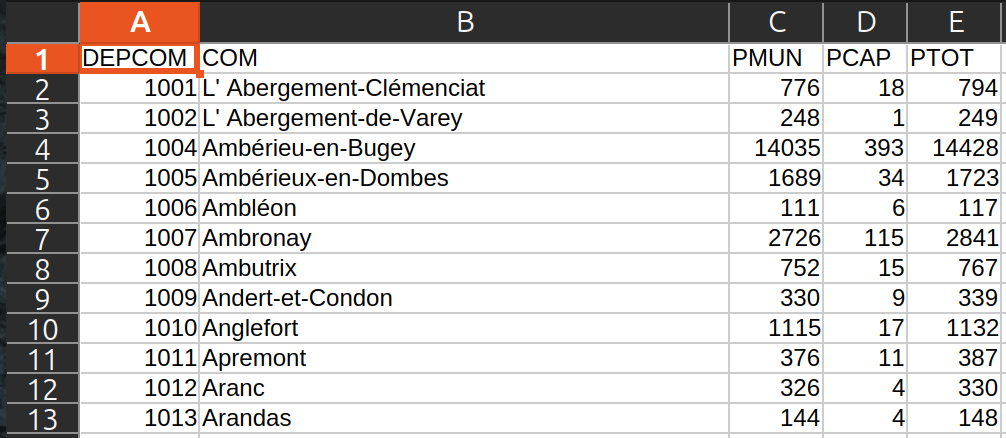 A B C D E
1 DEPCOM COM PMUN PCAP PTOT
2 1001 L' Abergement-Clémenciat 776 18 794
3 1002 L' Abergement-de-Varey 248 1 249
4 1004 Ambérieu-en-Bugey 14035 393 14428
5 1005 Ambérieux-en-Dombes 1689 34 1723
6 1006 Ambléon 111 6 117
7 1007 Ambronay 2726 115 2841
8 1008 Ambutrix 752 15 767
9 1009 Andert-et-Condon 330 9 339
10 1010 Anglefort 1115 17 1132
11 1011 Apremont 376 11 387
12 1012 Aranc 326 4 330
13 1013 Arandas 144 4 148